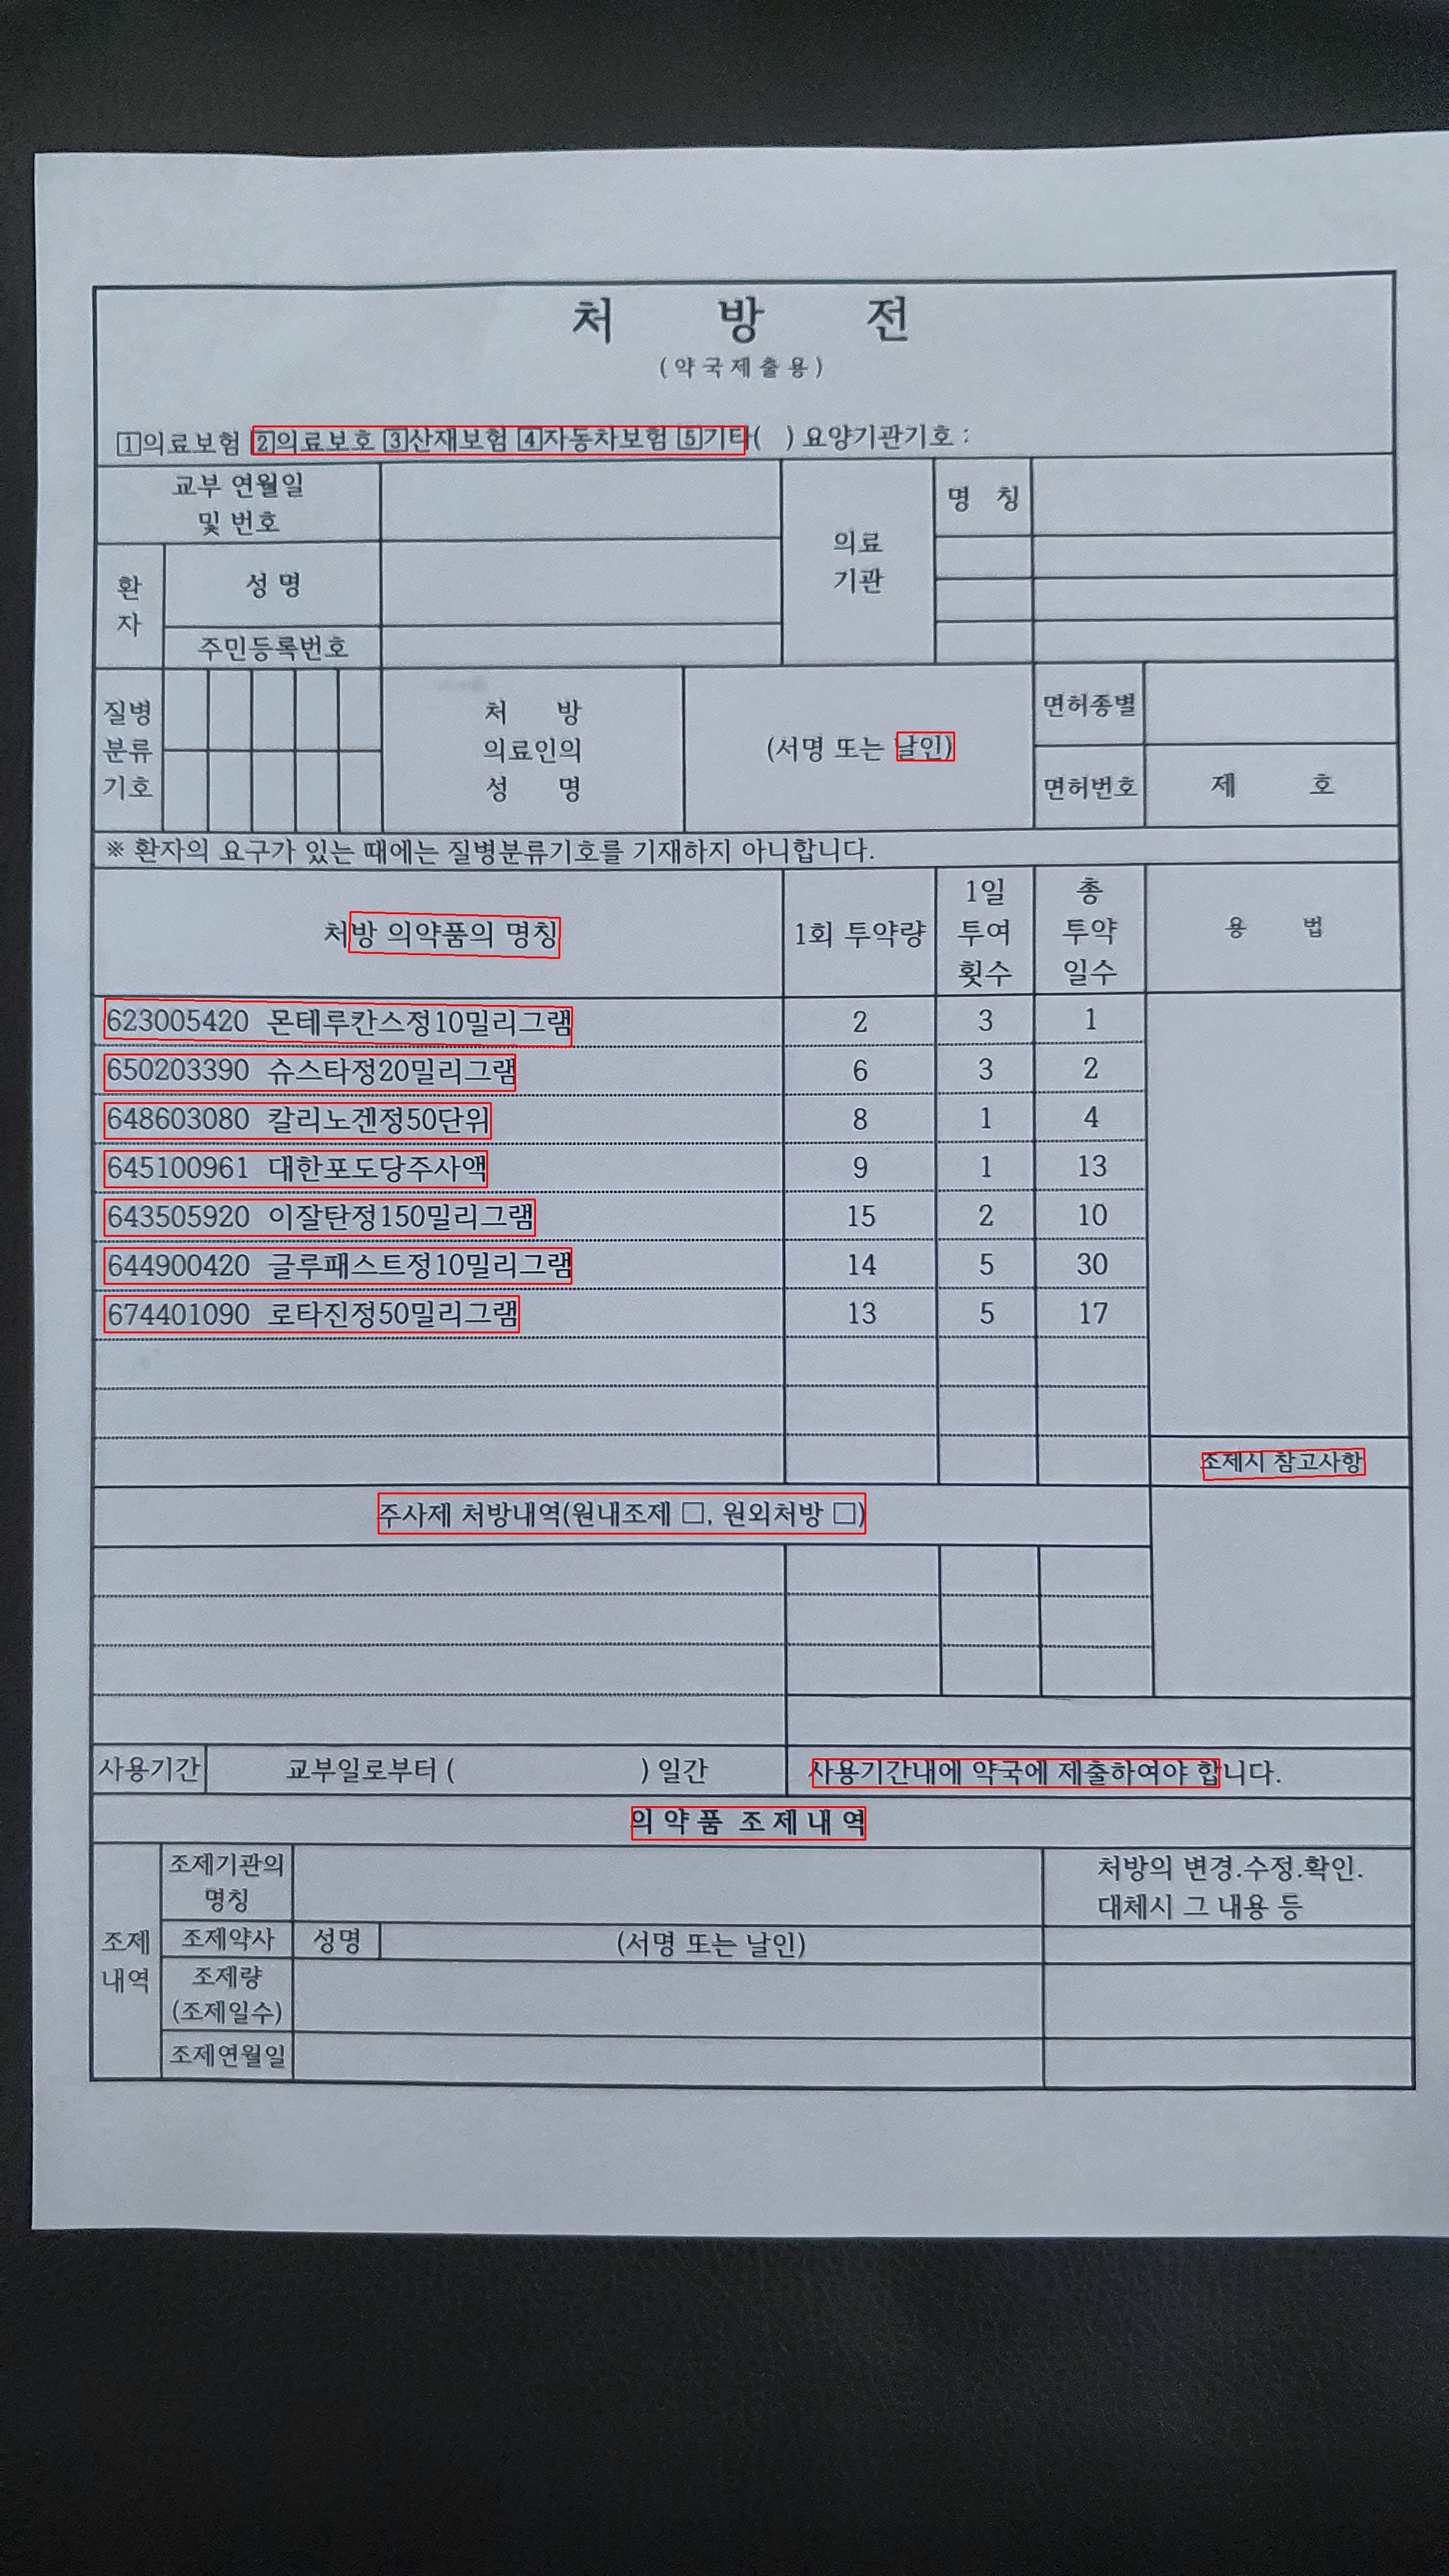 처 방 전
(약국제출용)
1의료보험 2의료보호 3산재보험 4자동차보험 5기타( ) 요양기관기호 :
교부 연월일
및 번호
의료
기관
명 칭
환
자
성 명
주민등록번호
질병
분류
기호
처 방
의료인의
성 명
(서명 또는 날인)
면허종별
면허번호
제 호
※ 환자의 요구가 있는 때에는 질병분류기호를 기재하지 아니합니다.
처방 의약품의 명칭
1회 투약량
1일
투여
횟수
총
투약
일수
용 법
623005420 몬테루칸스정10밀리그램 2 3 1
650203390 슈스타정20밀리그램 6 3 2
648603080 칼리노겐정50단위 8 1 4
645100961 대한포도당주사액 9 1 13
643505920 이잘탄정150밀리그램 15 2 10
644900420 글루패스트정10밀리그램 14 5 30
674401090 로타진정50밀리그램 13 5 17
조제시 참고사항
주사제 처방내역(원내조제 □, 원외처방 □)
사용기간 교부일로부터 ( ) 일간 사용기간내에 약국에 제출하여야 합니다.
의 약 품 조 제 내 역
조제
내역
조제기관의
명칭
처방의 변경.수정.확인.
대체시 그 내용 등
조제약사 성명 (서명 또는 날인)
조제량
(조제일수)
조제연월일